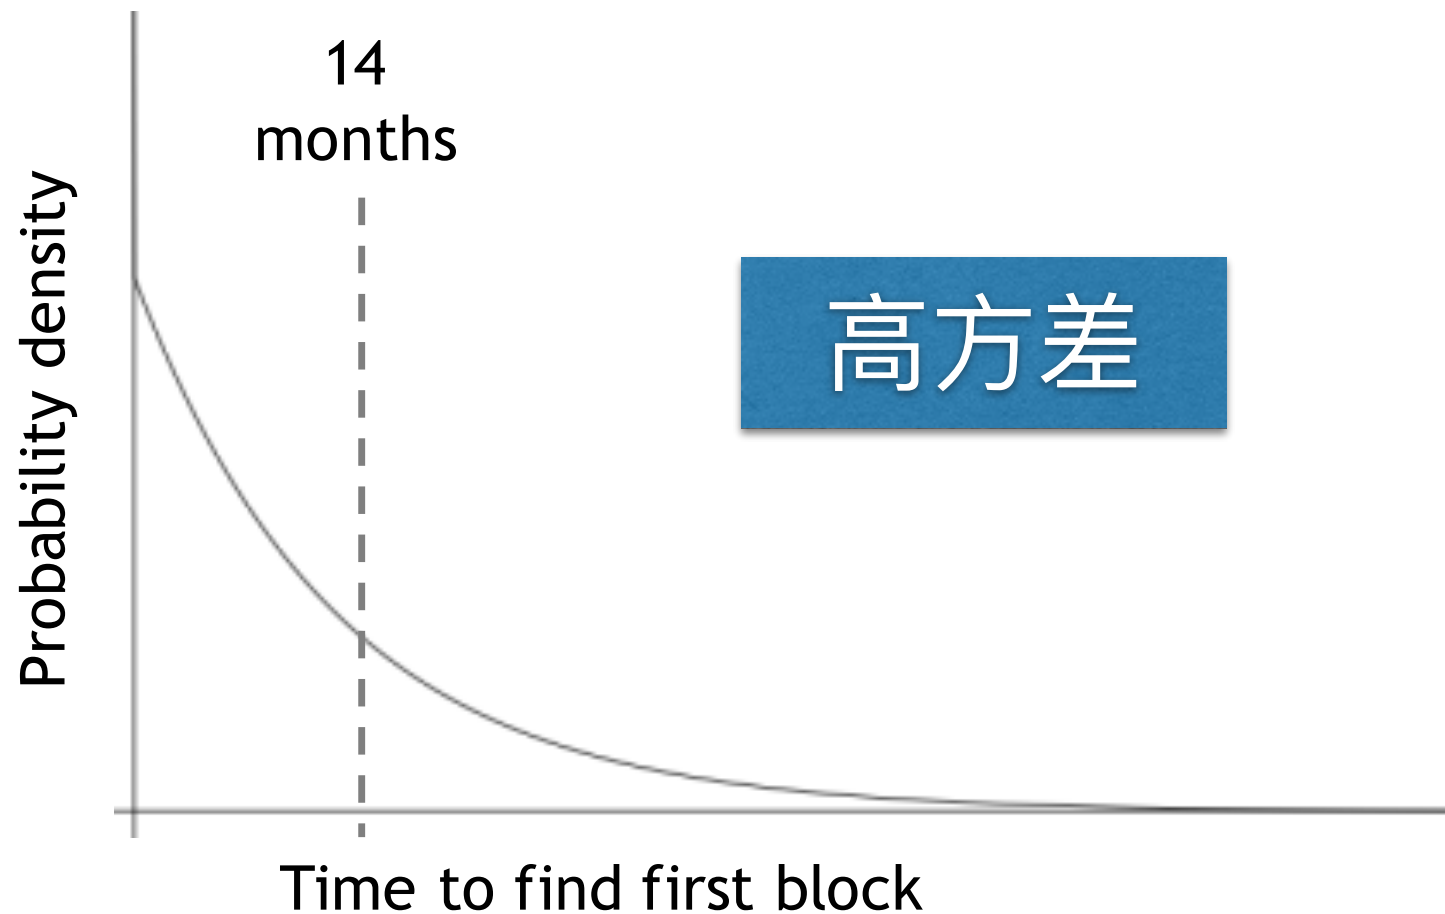 14
months
Probability density
高方差
Time to find first block